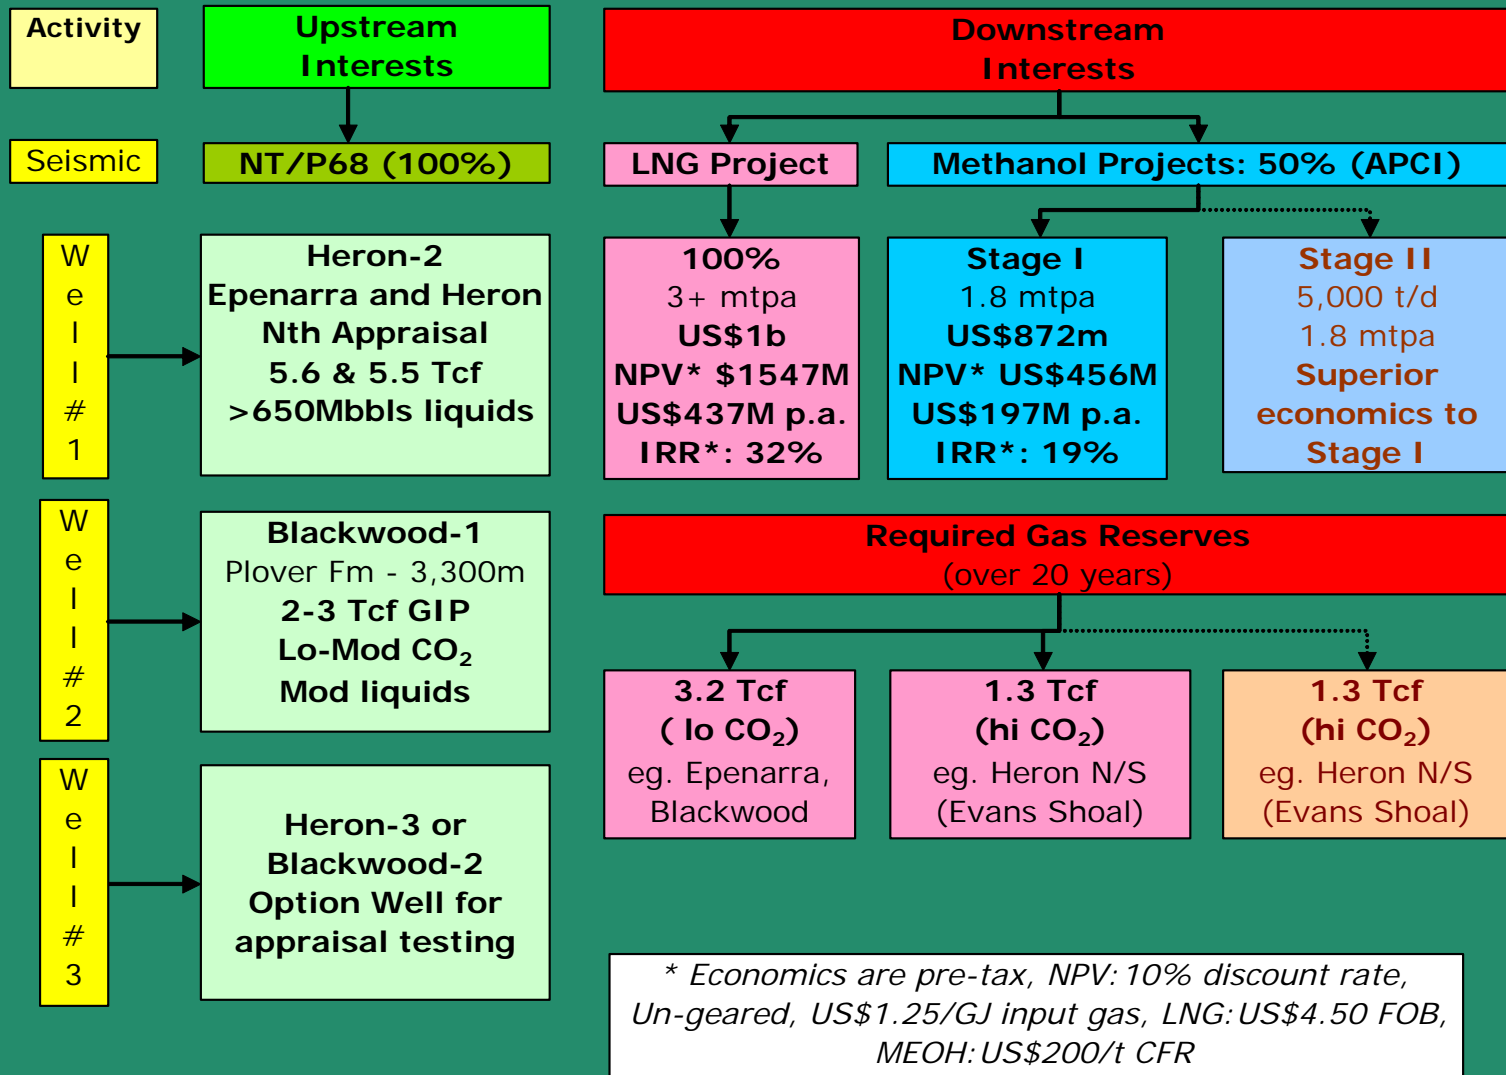 Activity
Upstream
Interests
Downstream
Interests
Seismic
NT/P68 (100%)
LNG Project
Methanol Projects: 50% (APCI)
Well#1
Heron-2
Epenarra and Heron
Nth Appraisal
5.6 & 5.5 Tcf
>650Mbbls liquids
100%
3+ mtpa
US$1b
NPV* $1547M
US$437M p.a.
IRR*: 32%
Stage I
1.8 mtpa
US$872m
NPV* US$456M
US$197M p.a.
IRR*: 19%
Stage II
5,000 t/d
1.8 mtpa
Superior
economics to
Stage I
Well#2
Blackwood-1
Plover Fm - 3,300m
2-3 Tcf GIP
Lo-Mod CO₂
Mod liquids
Required Gas Reserves
(over 20 years)
3.2 Tcf
( lo CO₂)
eg. Epenarra,
Blackwood
1.3 Tcf
(hi CO₂)
eg. Heron N/S
(Evans Shoal)
1.3 Tcf
(hi CO₂)
eg. Heron N/S
(Evans Shoal)
Well#3
Heron-3 or
Blackwood-2
Option Well for
appraisal testing
* Economics are pre-tax, NPV: 10% discount rate,
Un-geared, US$1.25/GJ input gas, LNG: US$4.50 FOB,
MEOH: US$200/t CFR